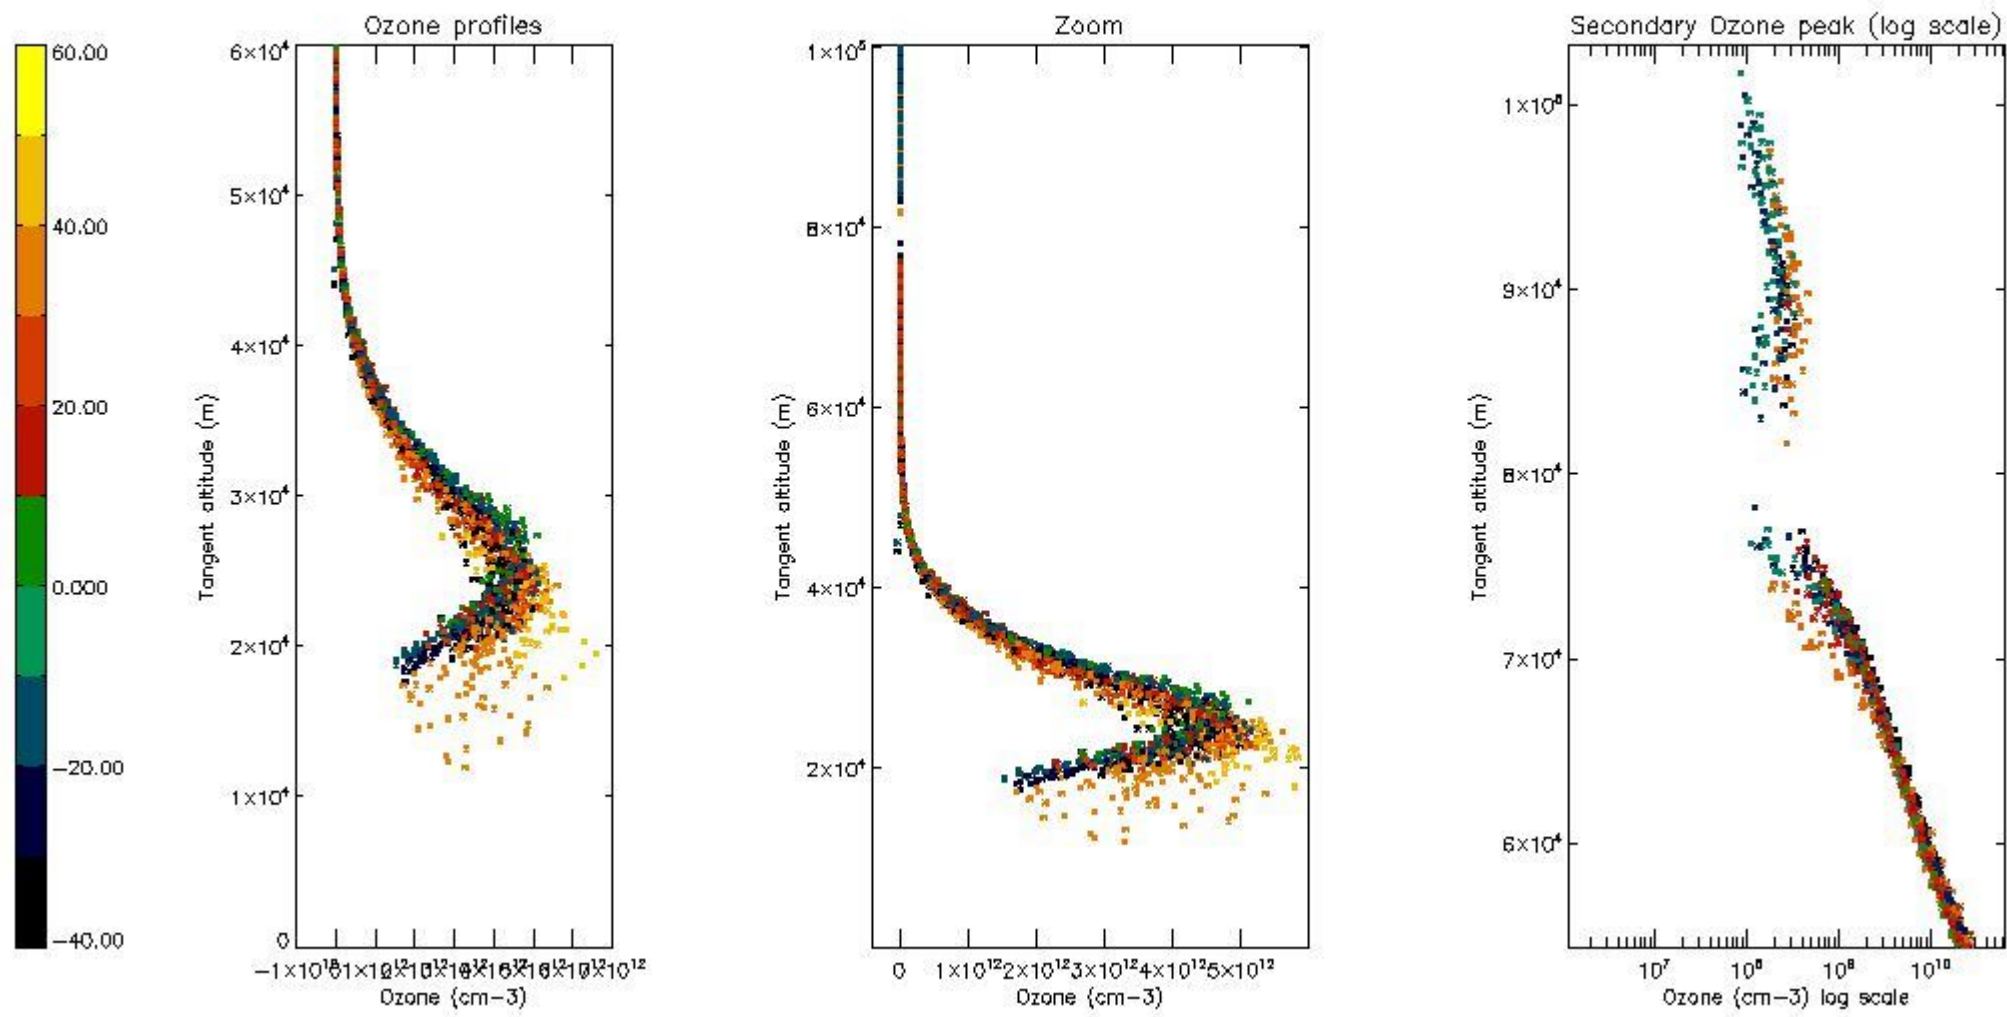 Ozone profiles
Zoom
Secondary Ozone peak (log scale)
60.00
40.00
20.00
0.000
−20.00
−40.00
6×10⁴
5×10⁴
4×10⁴
3×10⁴
2×10⁴
1×10⁴
0
Tangent altitude (m)
Ozone (cm−3)
1×10⁵
8×10⁴
6×10⁴
4×10⁴
2×10⁴
Tangent altitude (m)
0 1×10¹² 2×10¹² 3×10¹² 4×10¹² 5×10¹²
Ozone (cm−3)
9×10⁴
8×10⁴
7×10⁴
6×10⁴
Tangent altitude (m)
10⁷ 10⁸ 10⁹ 10¹⁰
Ozone (cm−3) log scale